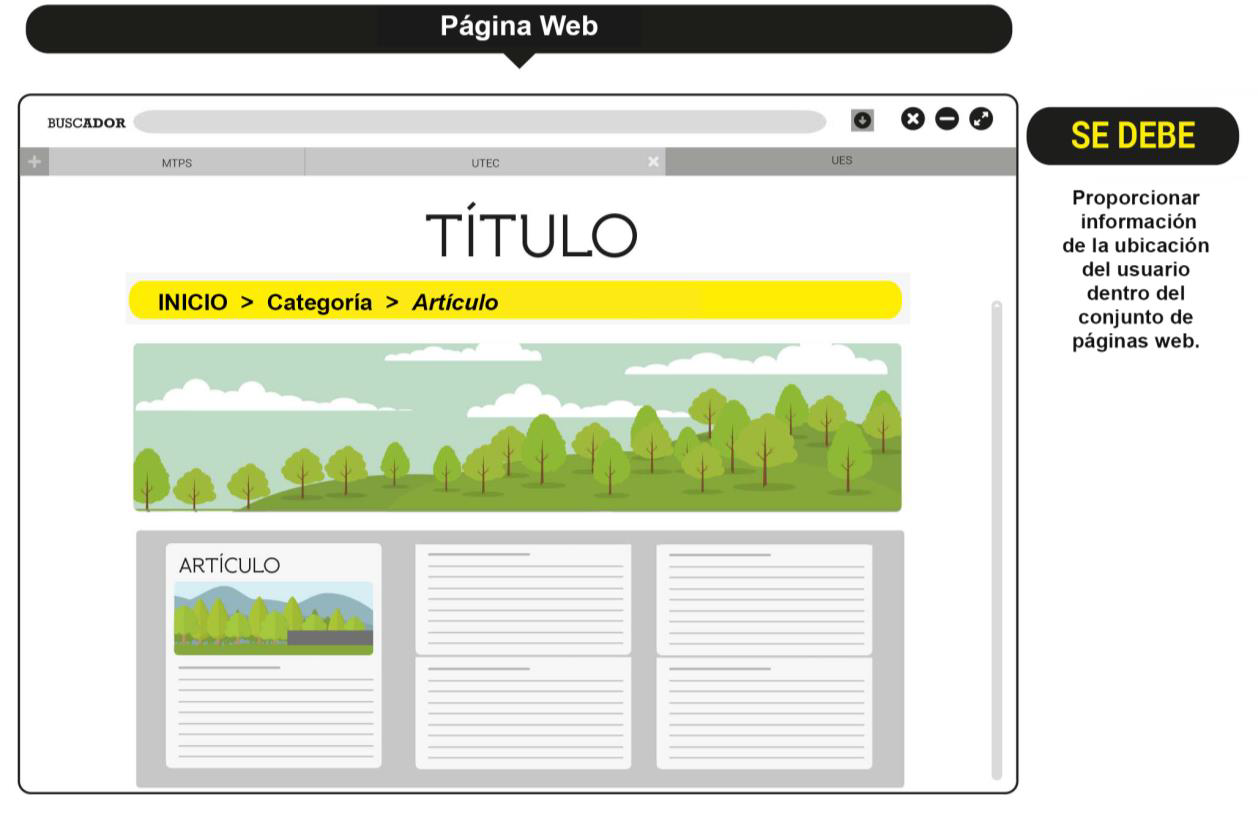 Página Web
BUSCADOR
MTPS
UTEC
UES
SE DEBE
Proporcionar
información
de la ubicación
del usuario
dentro del
conjunto de
páginas web.
TÍTULO
INICIO > Categoría > Artículo
ARTÍCULO